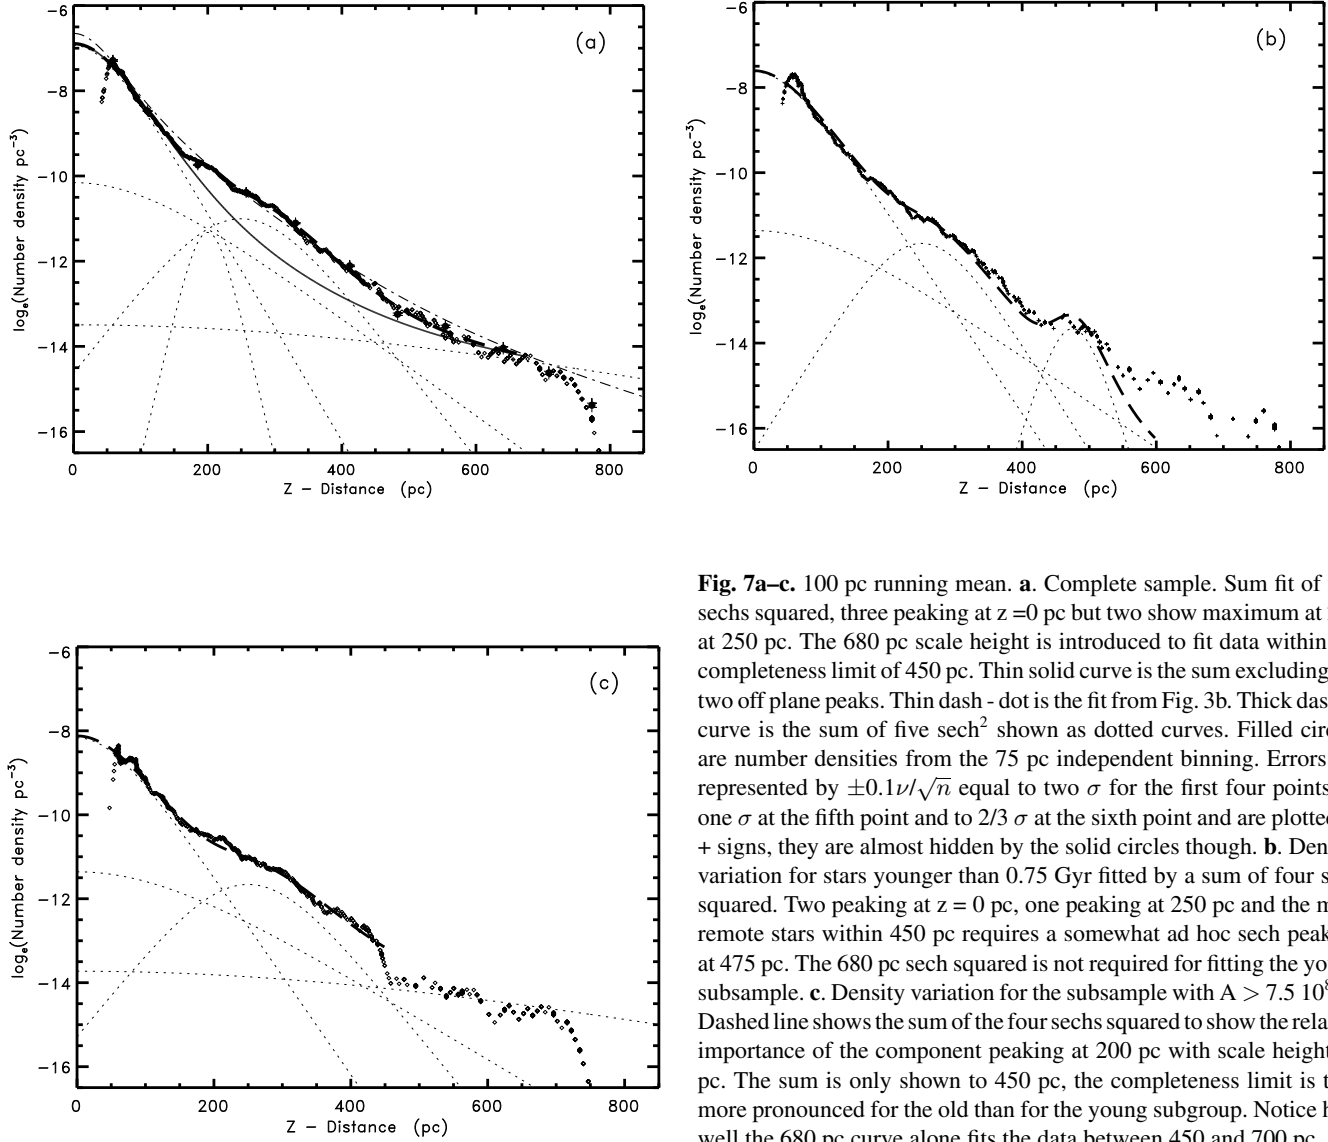 (a)
−6
−8
−10
−12
−14
−16
logₑ(Number density pc⁻³)
0 200 400 600 800
Z − Distance (pc)
(b)
−6
−8
−10
−12
−14
−16
logₑ(Number density pc⁻³)
0 200 400 600 800
Z − Distance (pc)
(c)
−6
−8
−10
−12
−14
−16
logₑ(Number density pc⁻³)
0 200 400 600 800
Z − Distance (pc)
Fig. 7a–c. 100 pc running mean. a. Complete sample. Sum fit of
sechs squared, three peaking at z =0 pc but two show maximum at
at 250 pc. The 680 pc scale height is introduced to fit data within
completeness limit of 450 pc. Thin solid curve is the sum excluding
two off plane peaks. Thin dash - dot is the fit from Fig. 3b. Thick das
curve is the sum of five sech² shown as dotted curves. Filled circ
are number densities from the 75 pc independent binning. Errors
represented by ±0.1ν/√n equal to two σ for the first four points
one σ at the fifth point and to 2/3 σ at the sixth point and are plotted
+ signs, they are almost hidden by the solid circles though. b. Den
variation for stars younger than 0.75 Gyr fitted by a sum of four s
squared. Two peaking at z = 0 pc, one peaking at 250 pc and the m
remote stars within 450 pc requires a somewhat ad hoc sech peak
at 475 pc. The 680 pc sech squared is not required for fitting the you
subsample. c. Density variation for the subsample with A > 7.5 10⁸
Dashed line shows the sum of the four sechs squared to show the rela
importance of the component peaking at 200 pc with scale height
pc. The sum is only shown to 450 pc, the completeness limit is t
more pronounced for the old than for the young subgroup. Notice h
well the 680 pc curve alone fits the data between 450 and 700 pc